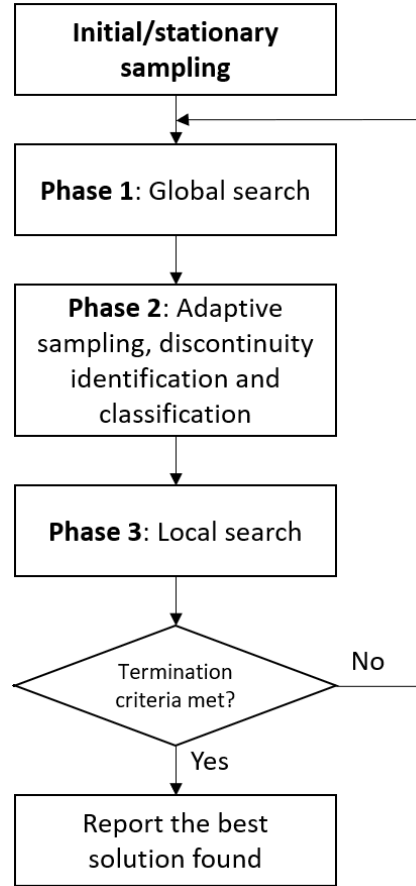 Initial/stationary
sampling
Phase 1: Global search
Phase 2: Adaptive
sampling, discontinuity
identification and
classification
Phase 3: Local search
Termination
criteria met?
No
Yes
Report the best
solution found